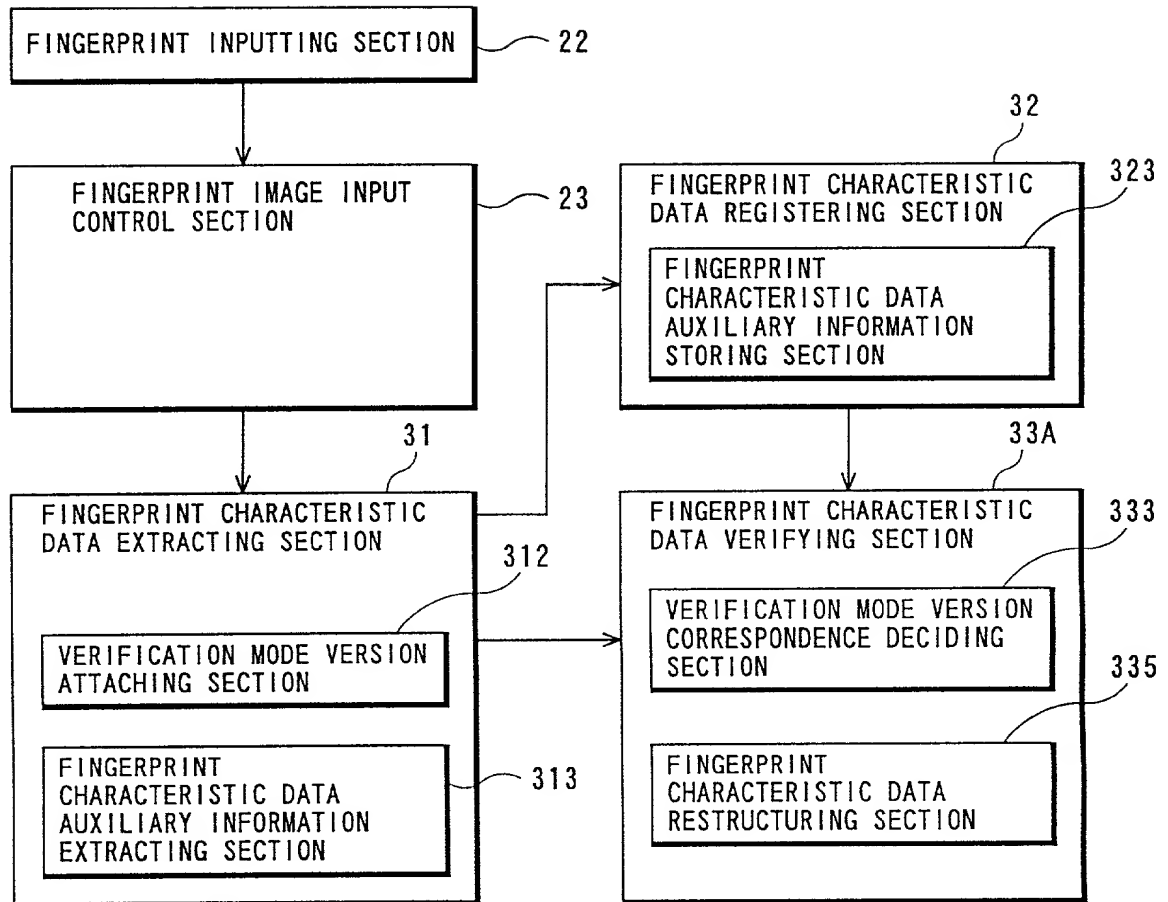 FINGERPRINT INPUTTING SECTION
22
FINGERPRINT IMAGE INPUT
CONTROL SECTION
23
31
FINGERPRINT CHARACTERISTIC
DATA EXTRACTING SECTION
312
VERIFICATION MODE VERSION
ATTACHING SECTION
FINGERPRINT
CHARACTERISTIC DATA
AUXILIARY INFORMATION
EXTRACTING SECTION
313
32
FINGERPRINT CHARACTERISTIC
DATA REGISTERING SECTION
323
FINGERPRINT
CHARACTERISTIC DATA
AUXILIARY INFORMATION
STORING SECTION
33A
FINGERPRINT CHARACTERISTIC
DATA VERIFYING SECTION
333
VERIFICATION MODE VERSION
CORRESPONDENCE DECIDING
SECTION
335
FINGERPRINT
CHARACTERISTIC DATA
RESTRUCTURING SECTION